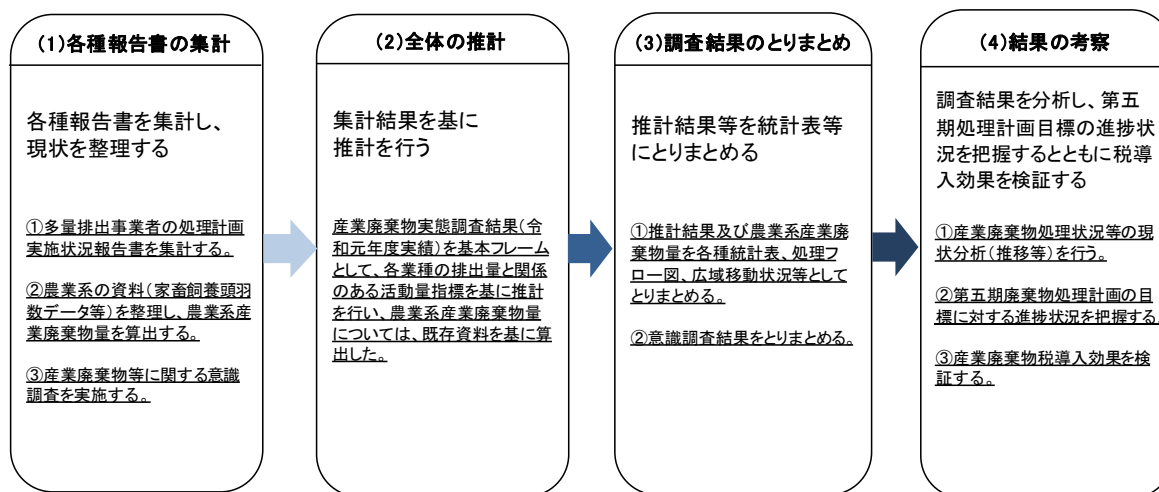 (1)各種報告書の集計
各種報告書を集計し、
現状を整理する
①多量排出事業者の処理計画
実施状況報告書を集計する。
②農業系の資料(家畜飼養頭羽
数データ等)を整理し、農業系産
業廃棄物量を算出する。
③産業廃棄物等に関する意識
調査を実施する。
(2)全体の推計
集計結果を基に
推計を行う
産業廃棄物実態調査結果(令
和元年度実績)を基本フレーム
として、各業種の排出量と関係
のある活動量指標を基に推計
を行い、農業系産業廃棄物量
については、既存資料を基に算
出した。
(3)調査結果のとりまとめ
推計結果等を統計表等
にとりまとめる
①推計結果及び農業系産業廃
棄物量を各種統計表、処理フ
ロー図、広域移動状況等として
とりまとめる。
②意識調査結果をとりまとめる。
(4)結果の考察
調査結果を分析し、第五
期処理計画目標の進捗状
況を把握するとともに税導
入効果を検証する
①産業廃棄物処理状況等の現
状分析(推移等)を行う。
②第五期廃棄物処理計画の目
標に対する進捗状況を把握する。
③産業廃棄物税導入効果を検
証する。